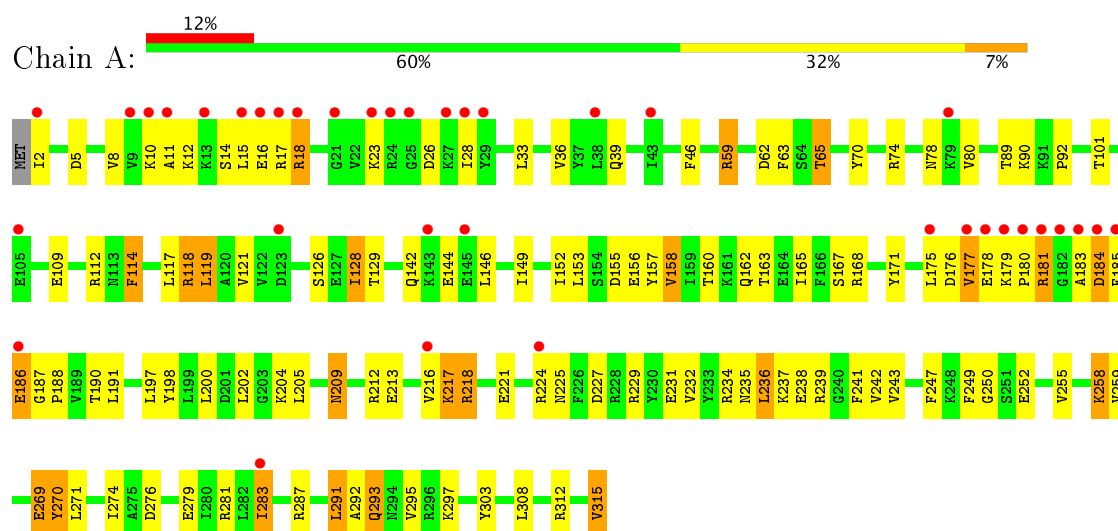 12%
Chain A:
60% 32% 7%
MET I2 D5 V8 V9 K10 A11 K12 K13 S14 L15 E16 R17 R18 G21 V22 K23 R24 G25 D26 K27 I28 Y29 L33 V36 Y37 L38 Q39 I43 F46 R59 D62 F63 S64 T65 Y70 R74 N78 K79 V80 T89 K90 K91 P92 T101
E105 E109 R112 N113 F114 L117 R118 L119 A120 V121 V122 D123 S126 E127 I128 T129 Q142 K143 E144 E145 L146 I149 I152 L153 S154 D155 E156 Y157 V158 I159 T160 K161 Q162 T163 E164 I165 F166 S167 R168 Y171 L175 D176 V177 E178 K179 P180 R181 G182 A183 D184
E186 G187 P188 V189 T190 L191 L197 Y198 L199 L200 D201 L202 G203 K204 L205 N209 R212 E213 V216 K217 R218 E221 R224 N225 F226 D227 R228 R229 Y230 E231 V232 Y233 R234 N235 L236 K237 E238 R239 G240 F241 V242 V243 F247 K248 F249 G250 S251 E252 V255 K258
E269 Y270 L271 I274 A275 D276 E279 I280 R281 L282 I283 R287 L291 A292 Q293 N294 V295 R296 K297 Y303 L308 R312 V315